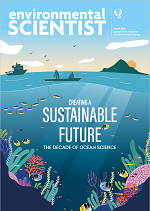 environmental
SCIENTIST
CREATING A
SUSTAINABLE
FUTURE
THE DECADE OF OCEAN SCIENCE